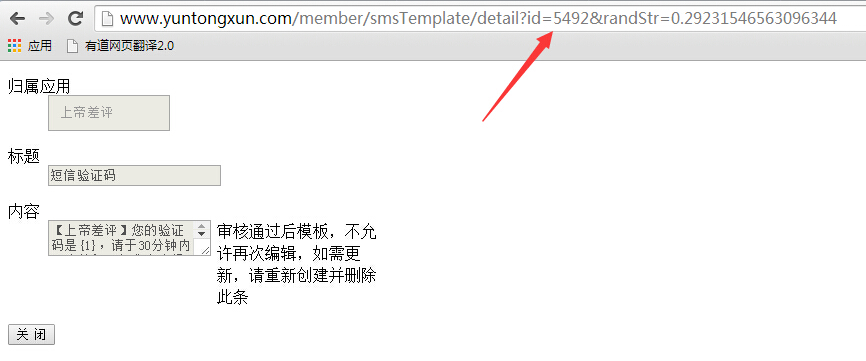 www.yuntongxun.com/member/smsTemplate/detail?id=5492&randStr=0.29231546563096344
应用 有道网页翻译2.0
归属应用
上帝差评
标题
短信验证码
内容
【上帝差评】您的验证
码是{1}，请于30分钟内
审核通过后模板，不允
许再次编辑，如需更
新，请重新创建并删除
此条
关 闭